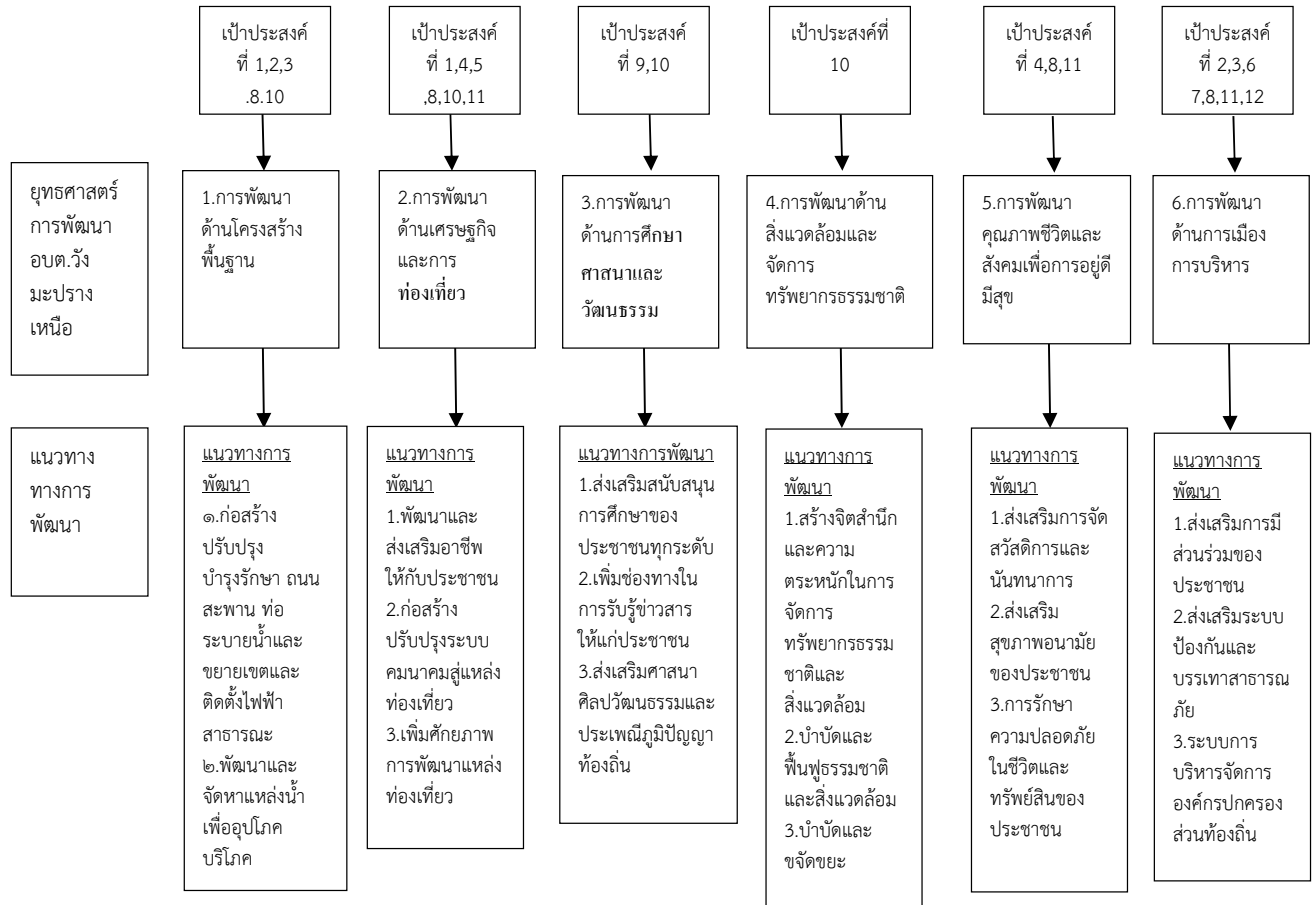 เป้าประสงค์
ที่ 1,2,3
.8.10
เป้าประสงค์
ที่ 1,4,5
,8,10,11
เป้าประสงค์
ที่ 9,10
เป้าประสงค์ที่
10
เป้าประสงค์
ที่ 4,8,11
เป้าประสงค์
ที่ 2,3,6
7,8,11,12
ยุทธศาสตร์
การพัฒนา
อบต.วัง
มะปราง
เหนือ
1.การพัฒนา
ด้านโครงสร้าง
พื้นฐาน
2.การพัฒนา
ด้านเศรษฐกิจ
และการ
ท่องเที่ยว
3.การพัฒนา
ด้านการศึกษา
ศาสนาและ
วัฒนธรรม
4.การพัฒนาด้าน
สิ่งแวดล้อมและ
จัดการ
ทรัพยากรธรรมชาติ
5.การพัฒนา
คุณภาพชีวิตและ
สังคมเพื่อการอยู่ดี
มีสุข
6.การพัฒนา
ด้านการเมือง
การบริหาร
แนวทาง
ทางการ
พัฒนา
แนวทางการ
พัฒนา
๑.ก่อสร้าง
ปรับปรุง
บำรุงรักษา ถนน
สะพาน ท่อ
ระบายน้ำและ
ขยายเขตและ
ติดตั้งไฟฟ้า
สาธารณะ
๒.พัฒนาและ
จัดหาแหล่งน้ำ
เพื่ออุปโภค
บริโภค
แนวทางการ
พัฒนา
1.พัฒนาและ
ส่งเสริมอาชีพ
ให้กับประชาชน
2.ก่อสร้าง
ปรับปรุงระบบ
คมนาคมสู่แหล่ง
ท่องเที่ยว
3.เพิ่มศักยภาพ
การพัฒนาแหล่ง
ท่องเที่ยว
แนวทางการพัฒนา
1.ส่งเสริมสนับสนุน
การศึกษาของ
ประชาชนทุกระดับ
2.เพิ่มช่องทางใน
การรับรู้ข่าวสาร
ให้แก่ประชาชน
3.ส่งเสริมศาสนา
ศิลปวัฒนธรรมและ
ประเพณีภูมิปัญญา
ท้องถิ่น
แนวทางการ
พัฒนา
1.สร้างจิตสำนึก
และความ
ตระหนักในการ
จัดการ
ทรัพยากรธรรม
ชาติและ
สิ่งแวดล้อม
2.บำบัดและ
ฟื้นฟูธรรมชาติ
และสิ่งแวดล้อม
3.บำบัดและ
ขจัดขยะ
แนวทางการ
พัฒนา
1.ส่งเสริมการจัด
สวัสดิการและ
นันทนาการ
2.ส่งเสริม
สุขภาพอนามัย
ของประชาชน
3.การรักษา
ความปลอดภัย
ในชีวิตและ
ทรัพย์สินของ
ประชาชน
แนวทางการ
พัฒนา
1.ส่งเสริมการมี
ส่วนร่วมของ
ประชาชน
2.ส่งเสริมระบบ
ป้องกันและ
บรรเทาสาธารณ
ภัย
3.ระบบการ
บริหารจัดการ
องค์กรปกครอง
ส่วนท้องถิ่น